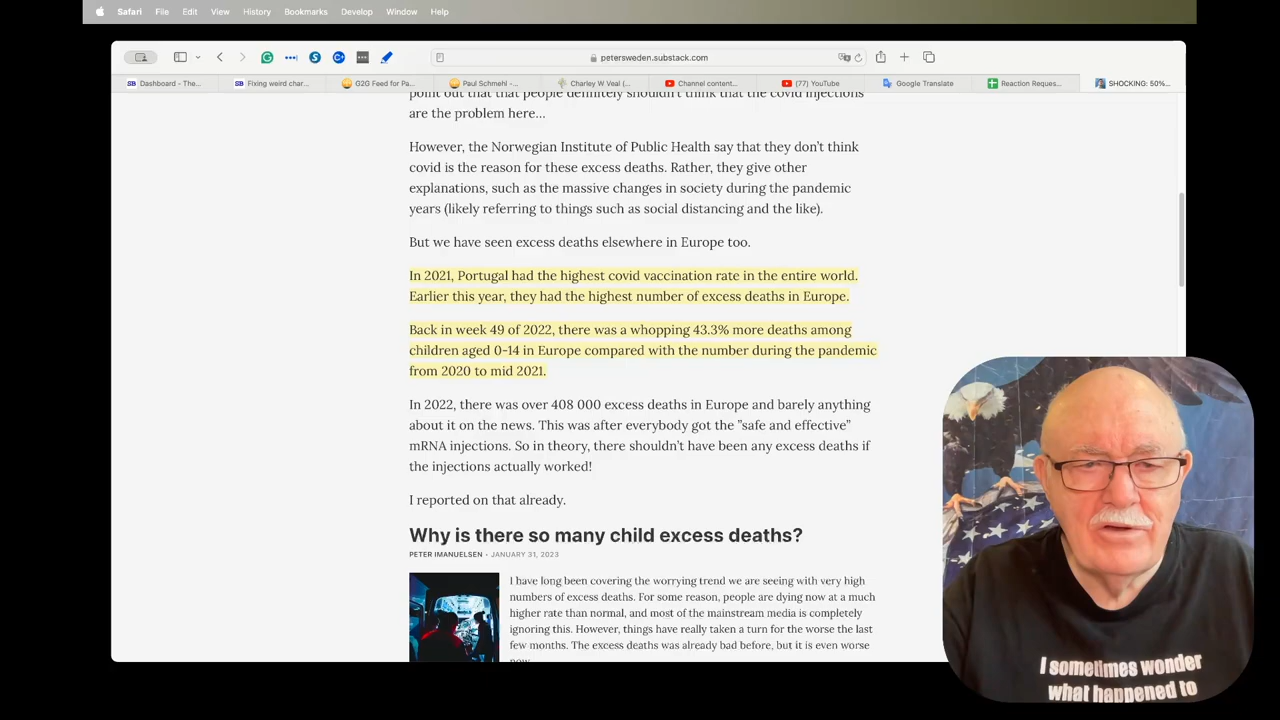 Safari File Edit View History Bookmarks Develop Window Help
petersweden.substack.com
Dashboard - The... Fixing weird char... G2G Feed for Pa... Paul Schmehl -... Charley W Veal (... Channel content... (77) YouTube Google Translate Reaction Reques... SHOCKING: 50%...
point out that that people definitely shouldn't think that the covid injections
are the problem here...
However, the Norwegian Institute of Public Health say that they don't think
covid is the reason for these excess deaths. Rather, they give other
explanations, such as the massive changes in society during the pandemic
years (likely referring to things such as social distancing and the like).
But we have seen excess deaths elsewhere in Europe too.
In 2021, Portugal had the highest covid vaccination rate in the entire world.
Earlier this year, they had the highest number of excess deaths in Europe.
Back in week 49 of 2022, there was a whopping 43.3% more deaths among
children aged 0-14 in Europe compared with the number during the pandemic
from 2020 to mid 2021.
In 2022, there was over 408 000 excess deaths in Europe and barely anything
about it on the news. This was after everybody got the "safe and effective"
mRNA injections. So in theory, there shouldn't have been any excess deaths if
the injections actually worked!
I reported on that already.
Why is there so many child excess deaths?
PETER IMANUELSEN • JANUARY 31, 2023
I have long been covering the worrying trend we are seeing with very high
numbers of excess deaths. For some reason, people are dying now at a much
higher rate than normal, and most of the mainstream media is completely
ignoring this. However, things have really taken a turn for the worse the last
few months. The excess deaths was already bad before, but it is even worse
now
I sometimes wonder
what happened to